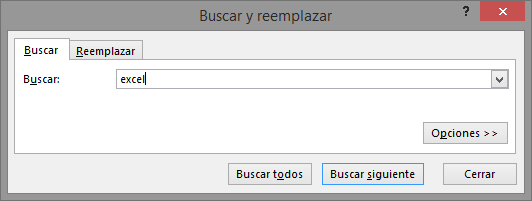 Buscar y reemplazar
?
Buscar Reemplazar
Buscar: excel
Opciones >>
Buscar todos Buscar siguiente Cerrar